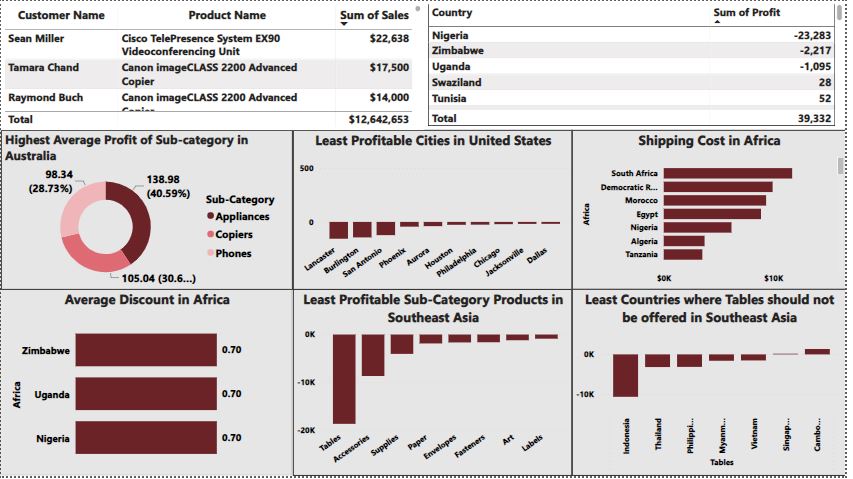 Customer Name Product Name Sum of Sales
Sean Miller Cisco TelePresence System EX90 $22,638
Videoconferencing Unit
Tamara Chand Canon imageCLASS 2200 Advanced $17,500
Copier
Raymond Buch Canon imageCLASS 2200 Advanced $14,000
Total $12,642,653
Country Sum of Profit
Nigeria -23,283
Zimbabwe -2,217
Uganda -1,095
Swaziland 28
Tunisia 52
Total 39,332
Highest Average Profit of Sub-category in
Australia
98.34
(28.73%)
138.98
(40.59%)
105.04 (30.6...)
Sub-Category
Appliances
Copiers
Phones
Least Profitable Cities in United States
500
0
Lancaster
Burlington
San Antonio
Phoenix
Aurora
Houston
Philadelphia
Chicago
Jacksonville
Dallas
Shipping Cost in Africa
Africa
South Africa
Democratic R...
Morocco
Egypt
Nigeria
Algeria
Tanzania
$0K $10K
Average Discount in Africa
Africa
Zimbabwe 0.70
Uganda 0.70
Nigeria 0.70
Least Profitable Sub-Category Products in
Southeast Asia
0K
-10K
-20K
Tables
Accessories
Supplies
Paper
Envelopes
Fasteners
Art
Labels
Least Countries where Tables should not
be offered in Southeast Asia
0K
-10K
Indonesia
Thailand
Philippi...
Myanm...
Vietnam
Singap...
Cambo...
Tables